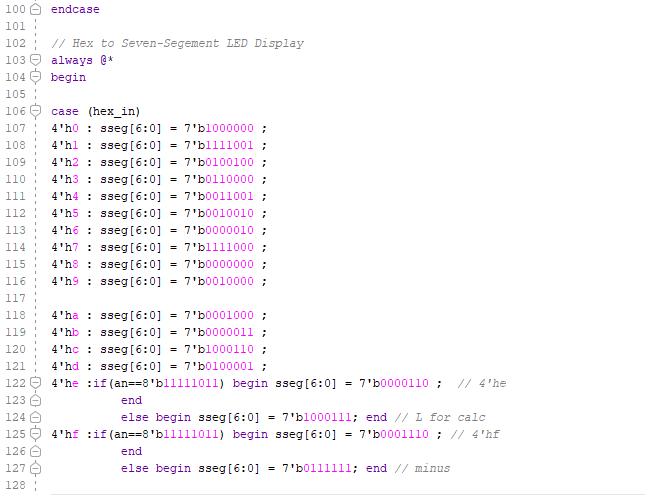 100 endcase
101
102 // Hex to Seven-Segement LED Display
103 always @*
104 begin
105
106 case (hex_in)
107 4'h0 : sseg[6:0] = 7'b1000000 ;
108 4'h1 : sseg[6:0] = 7'b1111001 ;
109 4'h2 : sseg[6:0] = 7'b0100100 ;
110 4'h3 : sseg[6:0] = 7'b0110000 ;
111 4'h4 : sseg[6:0] = 7'b0011001 ;
112 4'h5 : sseg[6:0] = 7'b0010010 ;
113 4'h6 : sseg[6:0] = 7'b0000010 ;
114 4'h7 : sseg[6:0] = 7'b1111000 ;
115 4'h8 : sseg[6:0] = 7'b0000000 ;
116 4'h9 : sseg[6:0] = 7'b0010000 ;
117
118 4'ha : sseg[6:0] = 7'b0001000 ;
119 4'hb : sseg[6:0] = 7'b0000011 ;
120 4'hc : sseg[6:0] = 7'b1000110 ;
121 4'hd : sseg[6:0] = 7'b0100001 ;
122 4'he :if(an==8'b11111011) begin sseg[6:0] = 7'b0000110 ; // 4'he
123 end
124 else begin sseg[6:0] = 7'b1000111; end // L for calc
125 4'hf :if(an==8'b11111011) begin sseg[6:0] = 7'b0001110 ; // 4'hf
126 end
127 else begin sseg[6:0] = 7'b0111111; end // minus
128